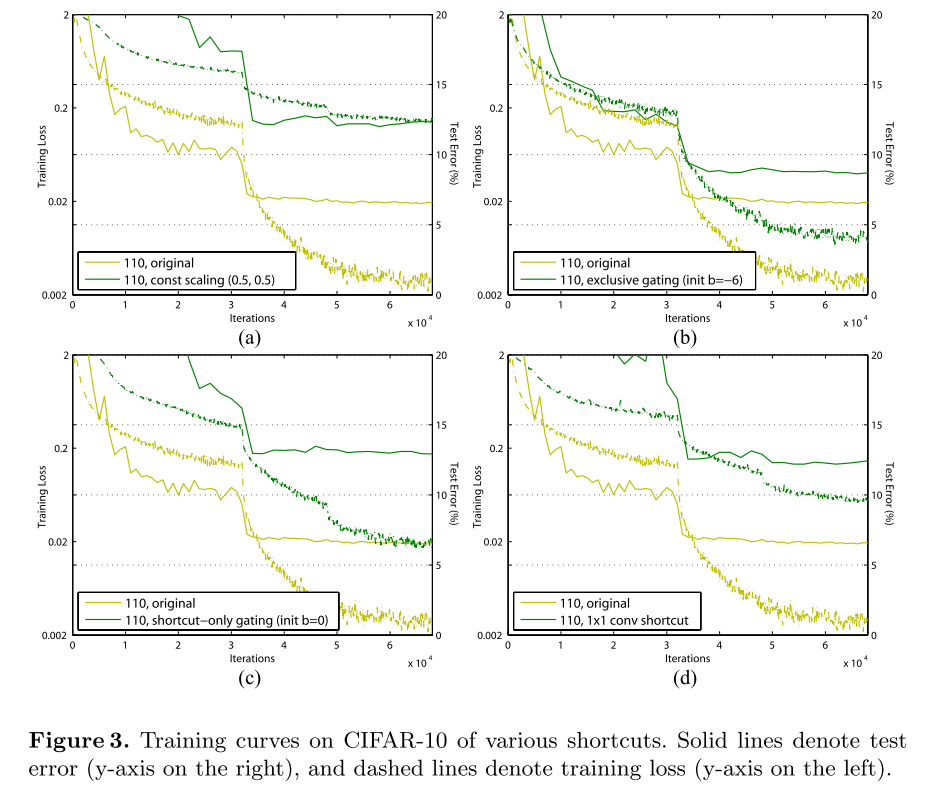 2
0.2
0.02
0.002
Training Loss
20
15
10
5
0
Test Error (%)
110, original
110, const scaling (0.5, 0.5)
0 1 2 3 4 5 6
Iterations
x 10^4
(a)
2
0.2
0.02
0.002
Training Loss
20
15
10
5
0
Test Error (%)
110, original
110, exclusive gating (init b=−6)
0 1 2 3 4 5 6
Iterations
x 10^4
(b)
2
0.2
0.02
0.002
Training Loss
20
15
10
5
0
Test Error (%)
110, original
110, shortcut−only gating (init b=0)
0 1 2 3 4 5 6
Iterations
x 10^4
(c)
2
0.2
0.02
0.002
Training Loss
20
15
10
5
0
Test Error (%)
110, original
110, 1x1 conv shortcut
0 1 2 3 4 5 6
Iterations
x 10^4
(d)
Figure 3. Training curves on CIFAR-10 of various shortcuts. Solid lines denote test
error (y-axis on the right), and dashed lines denote training loss (y-axis on the left).